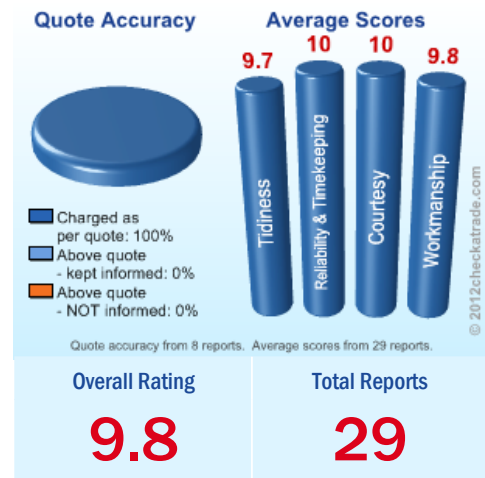 Quote Accuracy
Average Scores
9.7
10
10
9.8
Tidiness
Reliability & Timekeeping
Courtesy
Workmanship
Charged as
per quote: 100%
Above quote
- kept informed: 0%
Above quote
- NOT informed: 0%
© 2012checkatrade.com
Quote accuracy from 8 reports. Average scores from 29 reports.
Overall Rating
Total Reports
9.8
29